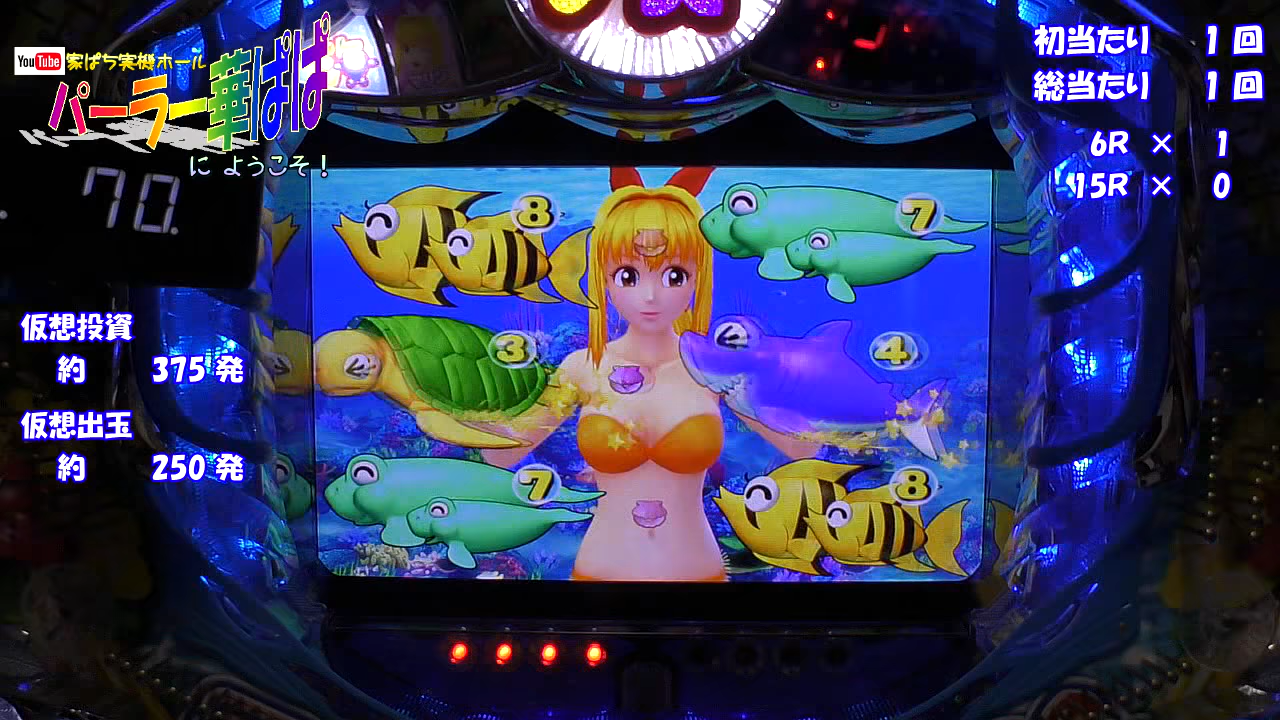 YouTube 家ぱち実機ホール
パーラー華ぱぱ
に ようこそ！
初当たり 1 回
総当たり 1 回
6R × 1
15R × 0
70.
仮想投資
約 375 発
仮想出玉
約 250 発
8
7
3
4
7
8